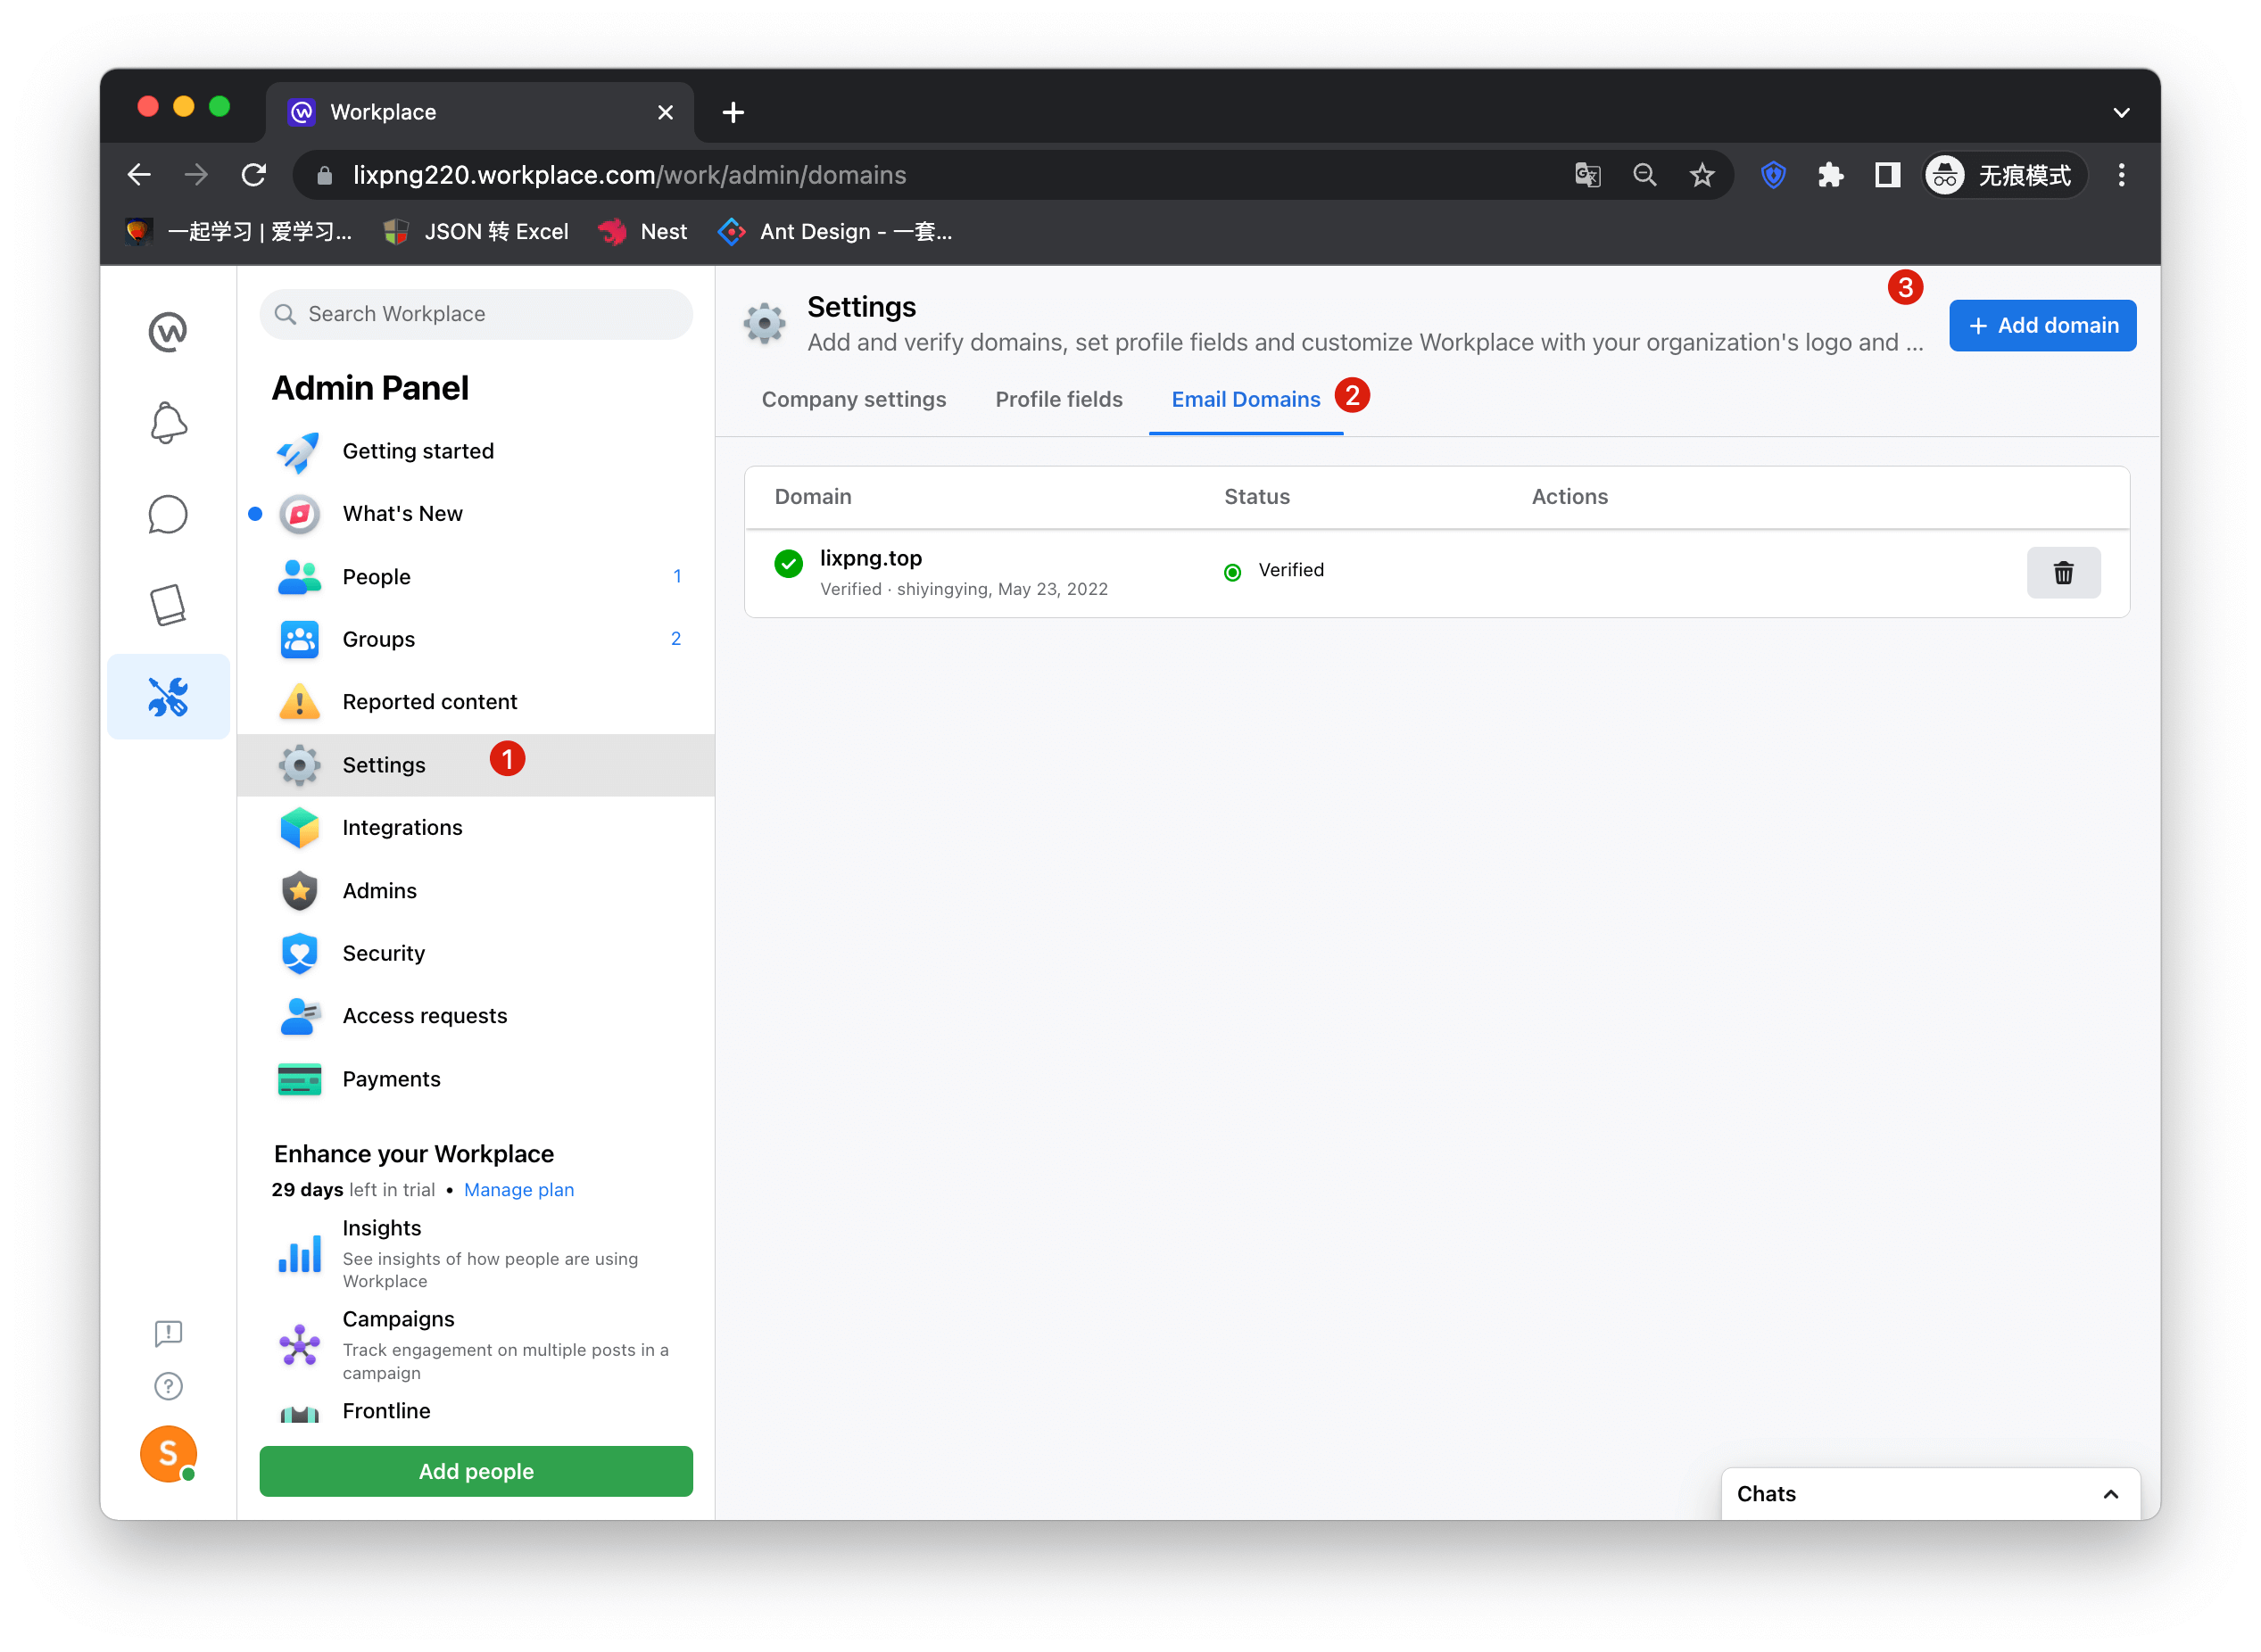 Workplace
lixpng220.workplace.com/work/admin/domains
无痕模式
一起学习 | 爱学习...
JSON 转 Excel
Nest
Ant Design - 一套...
Search Workplace
Admin Panel
Getting started
What's New
People 1
Groups 2
Reported content
Settings 1
Integrations
Admins
Security
Access requests
Payments
Enhance your Workplace
29 days left in trial • Manage plan
Insights
See insights of how people are using
Workplace
Campaigns
Track engagement on multiple posts in a
campaign
Frontline
Add people
S
Settings
Add and verify domains, set profile fields and customize Workplace with your organization's logo and ...
3
+ Add domain
Company settings
Profile fields
Email Domains 2
Domain Status Actions
lixpng.top
Verified · shiyingying, May 23, 2022
Verified
Chats